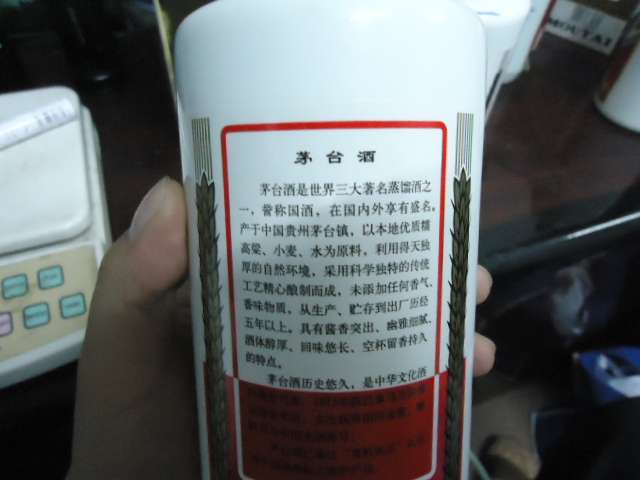 茅台酒
茅台酒是世界三大著名蒸馏酒之
一，誉称国酒，在国内外享有盛名。
产于中国贵州茅台镇，以本地优质糯
高粱、小麦、水为原料，利用得天独
厚的自然环境，采用科学独特的传统
工艺精心酿制而成，未添加任何香气、
香味物质，从生产、贮存到出厂历经
五年以上。具有酱香突出、幽雅细腻、
酒体醇厚、回味悠长、空杯留香持久
的特点。
茅台酒历史悠久，是中华文化酒
MOUTAI